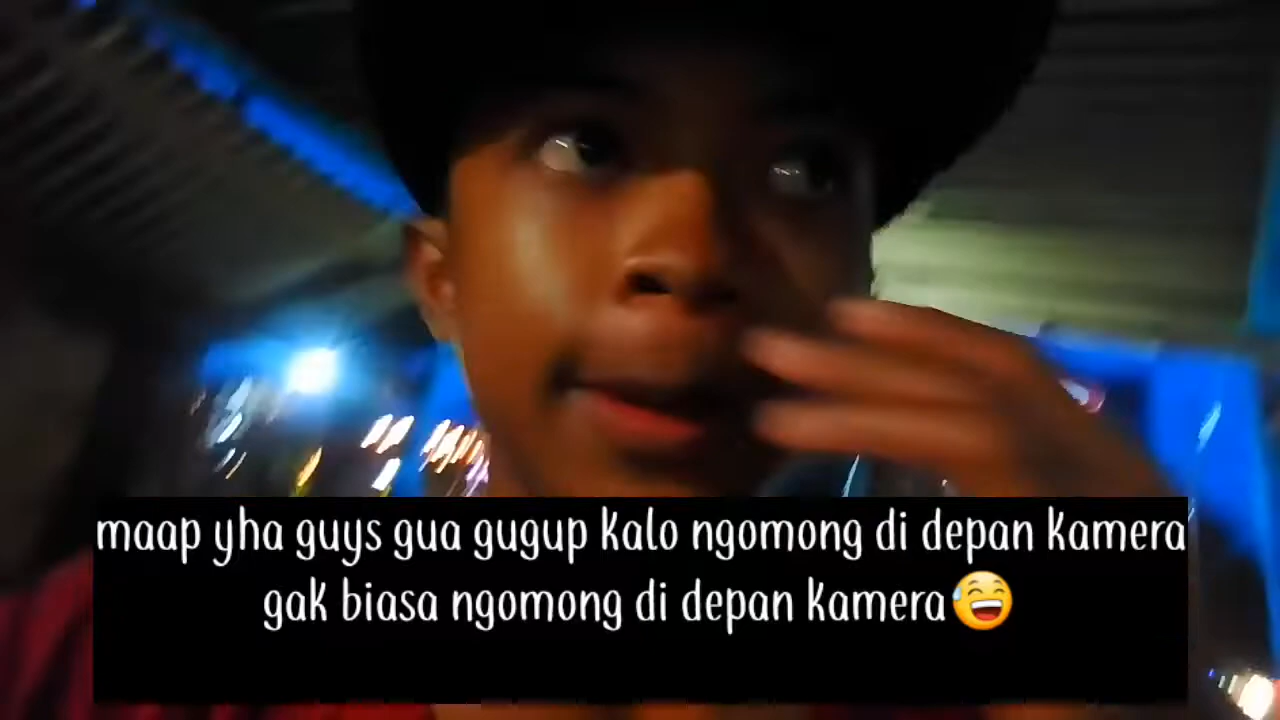 maap yha guys gua gugup kalo ngomong di depan kamera
gak biasa ngomong di depan kamera😅